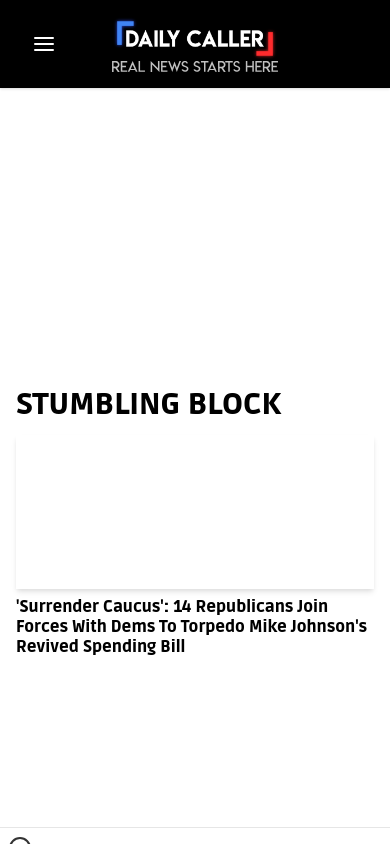 DAILY CALLER
REAL NEWS STARTS HERE
STUMBLING BLOCK
'Surrender Caucus': 14 Republicans Join
Forces With Dems To Torpedo Mike Johnson's
Revived Spending Bill